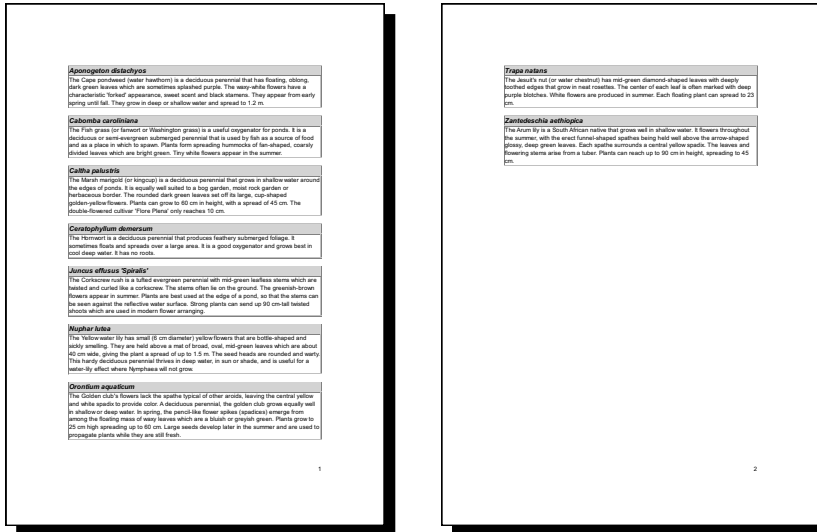 Aponogeton distachyos
The Cape pondweed (water hawthorn) is a deciduous perennial that has floating, oblong,
dark green leaves which are sometimes splashed purple. The waxy-white flowers have a
characteristic 'forked' appearance, sweet scent and black stamens. They appear from early
spring until fall. They grow in deep or shallow water and spread to 1.2 m.
Cabomba caroliniana
The Fish grass (or fanwort or Washington grass) is a useful oxygenator for ponds. It is a
deciduous or semi-evergreen submerged perennial that is used by fish as a source of food
and as a place in which to spawn. Plants form spreading hummocks of fan-shaped, coarsly
divided leaves which are bright green. Tiny white flowers appear in the summer.
Caltha palustris
The Marsh marigold (or kingcup) is a deciduous perennial that grows in shallow water around
the edges of ponds. It is equally well suited to a bog garden, moist rock garden or
herbaceous border. The rounded dark green leaves set off its large, cup-shaped
golden-yellow flowers. Plants can grow to 60 cm in height, with a spread of 45 cm. The
double-flowered cultivar 'Flore Plena' only reaches 10 cm.
Ceratophyllum demersum
The Hornwort is a deciduous perennial that produces feathery submerged foliage. It
sometimes floats and spreads over a large area. It is a good oxygenator and grows best in
cool deep water. It has no roots.
Juncus effusus 'Spiralis'
The Corkscrew rush is a tufted evergreen perennial with mid-green leafless stems which are
twisted and curled like a corkscrew. The stems often lie on the ground. The greenish-brown
flowers appear in summer. Plants are best used at the edge of a pond, so that the stems can
be seen against the reflective water surface. Strong plants can send up 90 cm-tall twisted
shoots which are used in modern flower arranging.
Nuphar lutea
The Yellow water lily has small (6 cm diameter) yellow flowers that are bottle-shaped and
sickly smelling. They are held above a mat of broad, oval, mid-green leaves which are about
40 cm wide, giving the plant a spread of up to 1.5 m. The seed heads are rounded and warty.
This hardy deciduous perennial thrives in deep water, in sun or shade, and is useful for a
water-lily effect where Nymphaea will not grow.
Orontium aquaticum
The Golden club's flowers lack the spathe typical of other aroids, leaving the central yellow
and white spadix to provide color. A deciduous perennial, the golden club grows equally well
in shallow or deep water. In spring, the pencil-like flower spikes (spadices) emerge from
among the floating mass of waxy leaves which are a bluish or greyish green. Plants grow to
25 cm high spreading up to 60 cm. Large seeds develop later in the summer and are used to
propagate plants while they are still fresh.
1
Trapa natans
The Jesuit's nut (or water chestnut) has mid-green diamond-shaped leaves with deeply
toothed edges that grow in neat rosettes. The center of each leaf is often marked with deep
purple blotches. White flowers are produced in summer. Each floating plant can spread to 23
cm.
Zantedeschia aethiopica
The Arum lily is a South African native that grows well in shallow water. It flowers throughout
the summer, with the erect funnel-shaped spathes being held well above the arrow-shaped
glossy, deep green leaves. Each spathe surrounds a central yellow spadix. The leaves and
flowering stems arise from a tuber. Plants can reach up to 90 cm in height, spreading to 45
cm.
2